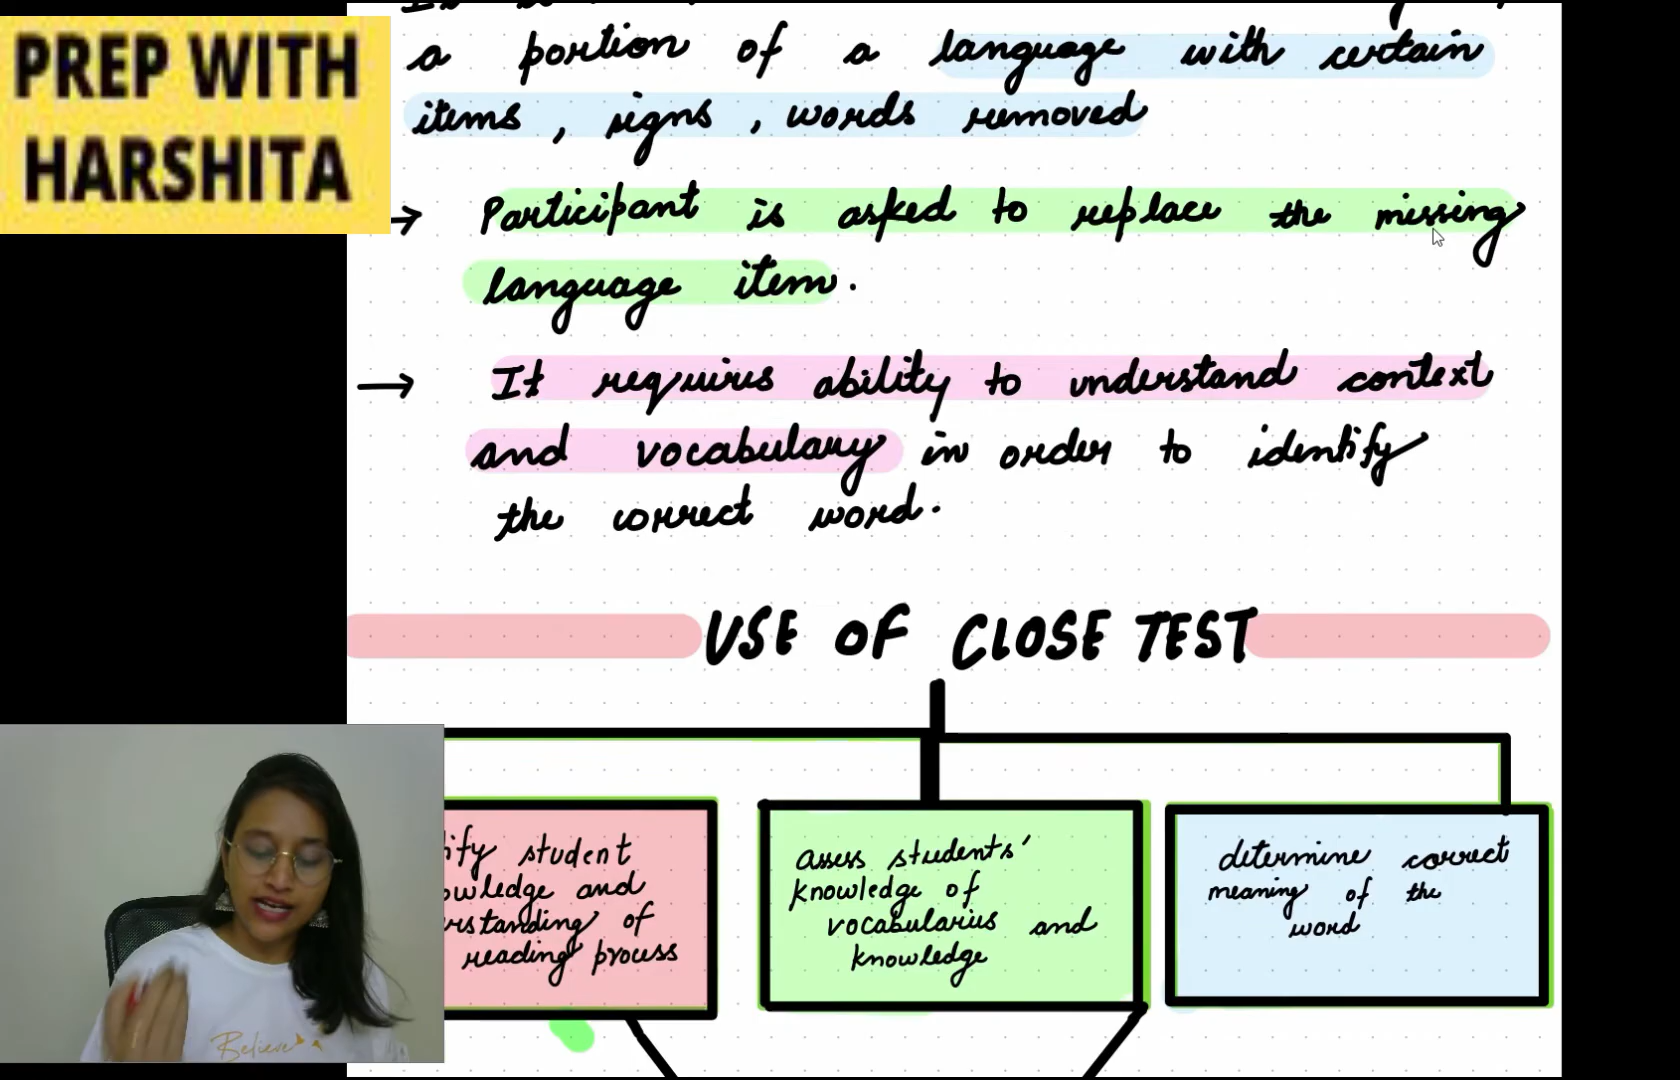 PREP WITH
HARSHITA
a portion of a language with certain
items, signs, words removed
→ Participant is asked to replace the missing
language item.
→ It requires ability to understand context
and vocabulary in order to identify
the correct word.
USE OF CLOSE TEST
ify student
owledge and
rstanding of
reading process
assess students'
knowledge of
vocabularies and
knowledge
determine correct
meaning of the
word
Believe